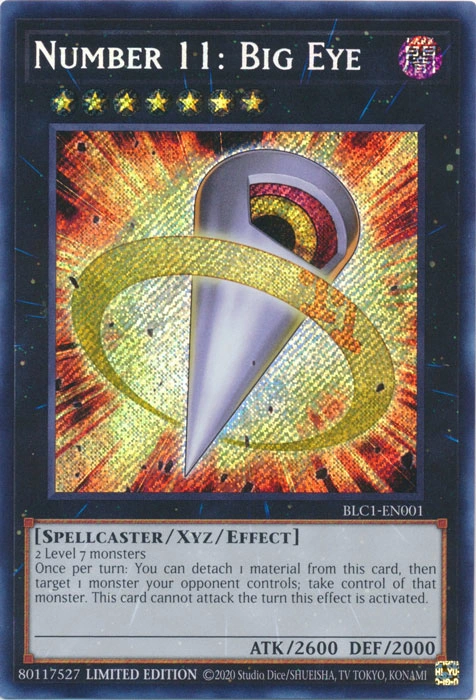 NUMBER 11: BIG EYE
闇
11
BLC1-EN001
[SPELLCASTER/XYZ/EFFECT]
2 Level 7 monsters
Once per turn: You can detach 1 material from this card, then
target 1 monster your opponent controls; take control of that
monster. This card cannot attack the turn this effect is activated.
ATK/2600 DEF/2000
80117527 LIMITED EDITION ©2020 Studio Dice/SHUEISHA, TV TOKYO, KONAMI